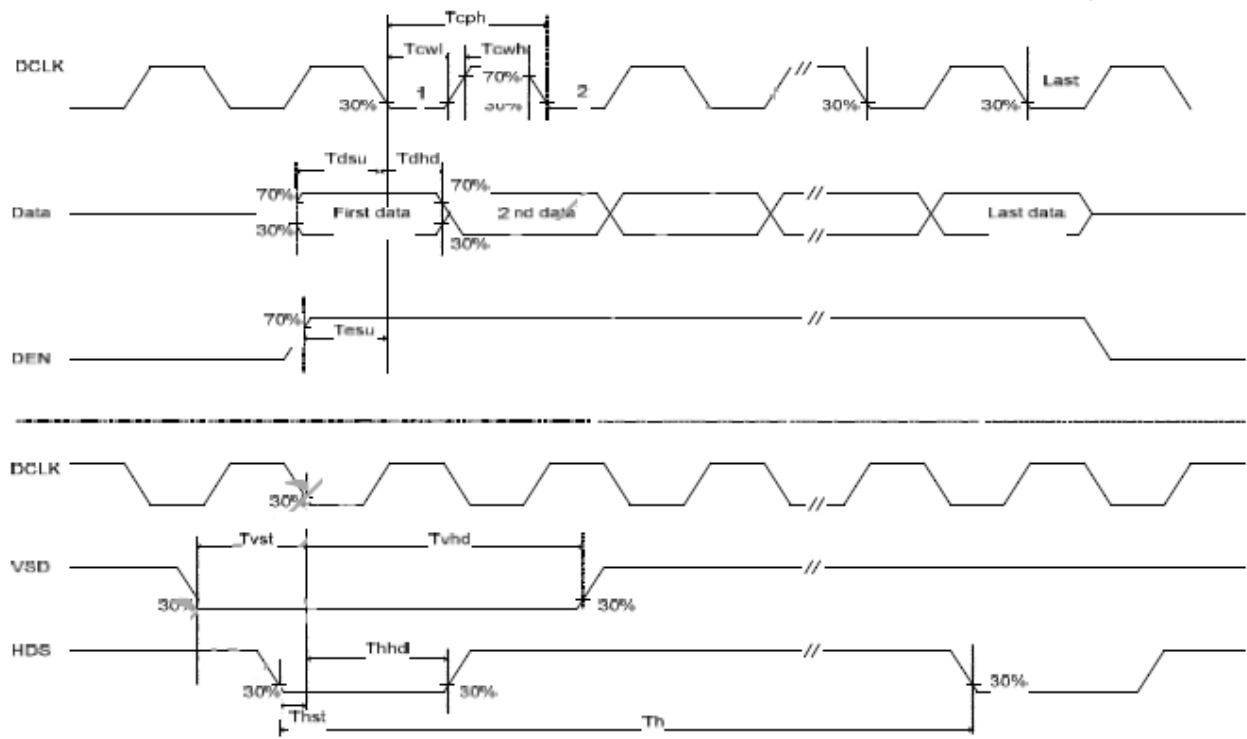 Tcph
Tcwl Tcwh
DCLK
30% 1 70% 30% 2 30% 30% Last
Tdsu Tdhd
70% 70%
Data First data 2 nd data Last data
30% 30%
70%
Tesu
DEN
DCLK
30%
Tvst Tvhd
VSD
30% 30%
HDS Thhd
30% 30% 30%
Thst
Th